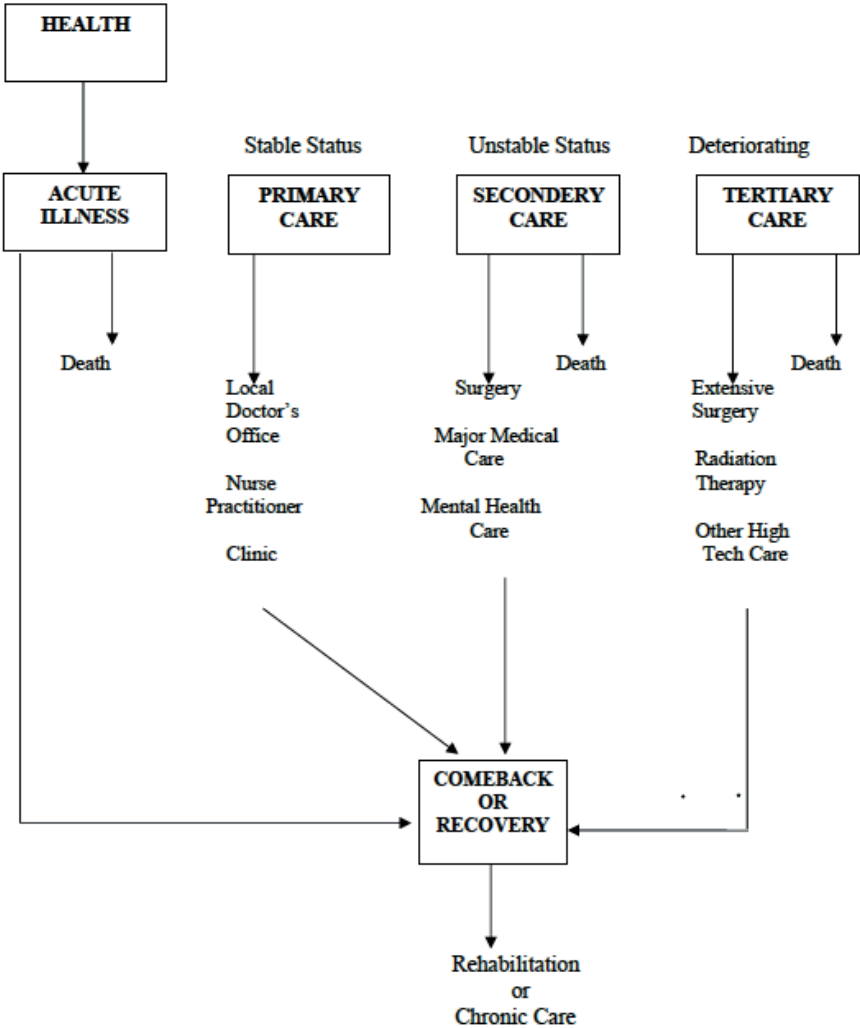 HEALTH
Stable Status
Unstable Status
Deteriorating
ACUTE
ILLNESS
PRIMARY
CARE
SECONDERY
CARE
TERTIARY
CARE
Death
Local
Doctor's
Office
Nurse
Practitioner
Clinic
Surgery
Major Medical
Care
Mental Health
Care
Death
Extensive
Surgery
Radiation
Therapy
Other High
Tech Care
Death
COMEBACK
OR
RECOVERY
Rehabilitation
or
Chronic Care